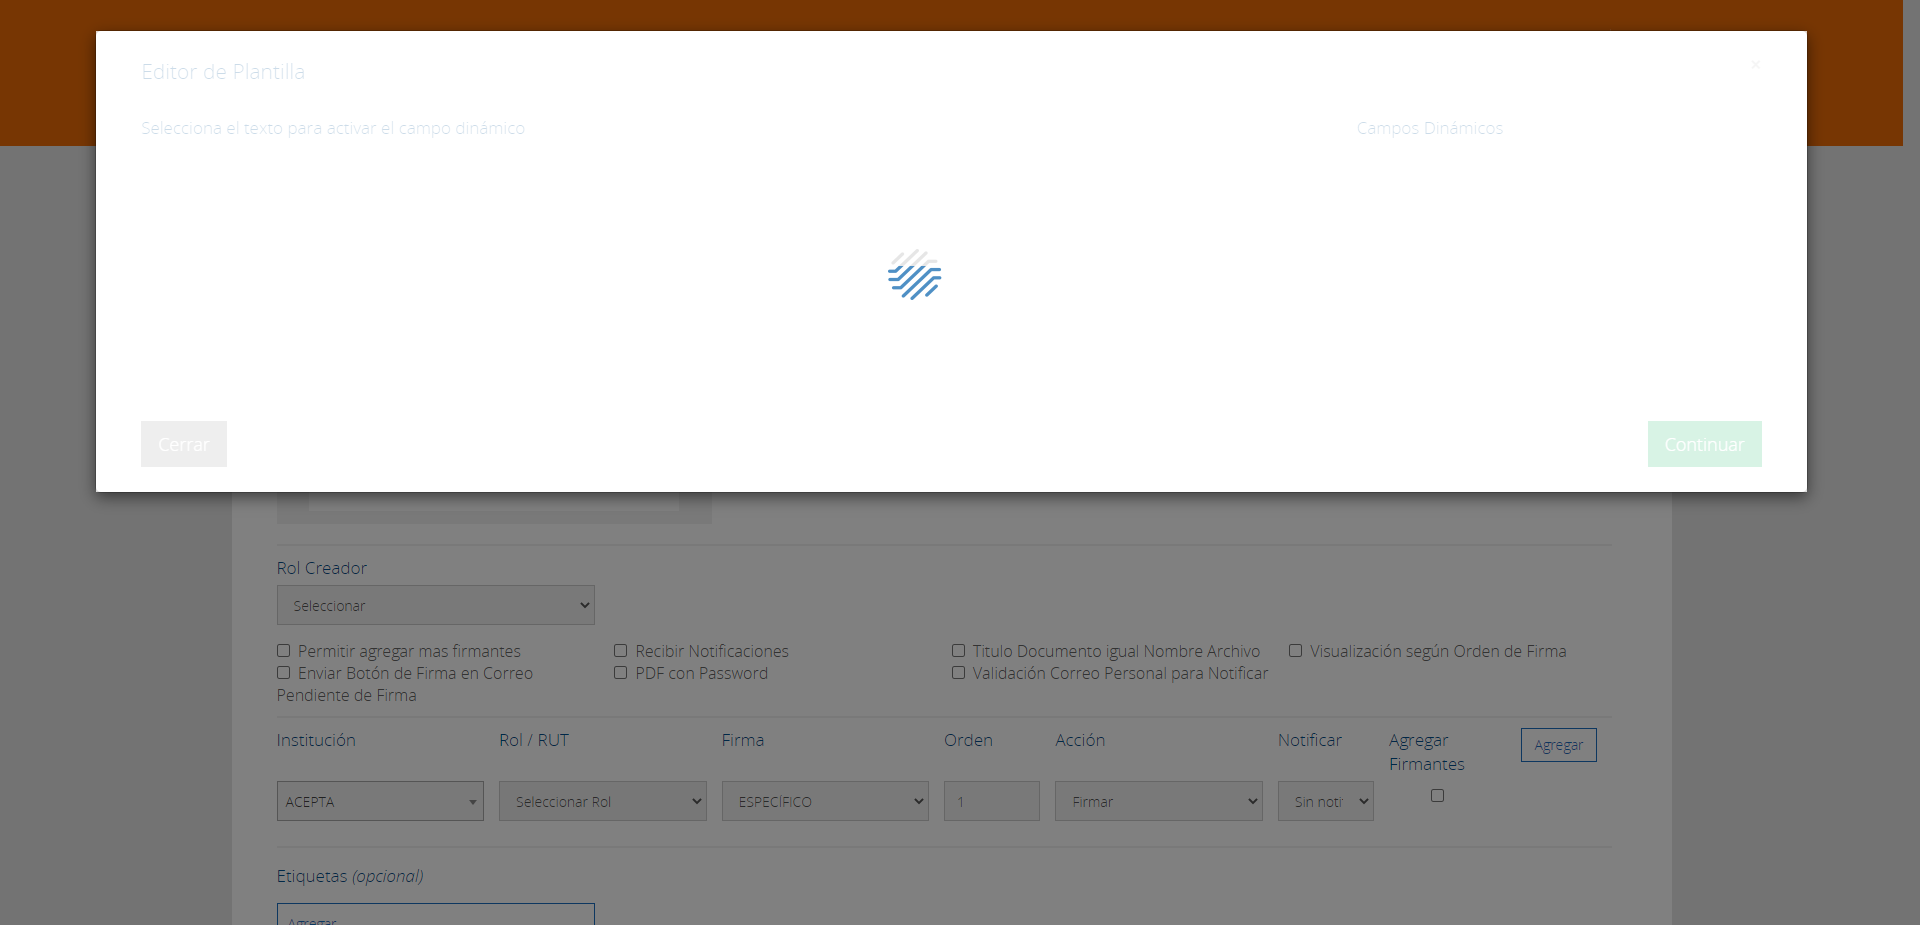 Editor de Plantilla
×
Selecciona el texto para activar el campo dinámico
Campos Dinámicos
Cerrar
Continuar
Rol Creador
Seleccionar
Permitir agregar mas firmantes
Recibir Notificaciones
Titulo Documento igual Nombre Archivo
Visualización según Orden de Firma
Enviar Botón de Firma en Correo
Pendiente de Firma
PDF con Password
Validación Correo Personal para Notificar
Institución
Rol / RUT
Firma
Orden
Acción
Notificar
Agregar
Firmantes
Agregar
ACEPTA
Seleccionar Rol
ESPECÍFICO
1
Firmar
Sin noti
Etiquetas (opcional)
Agregar